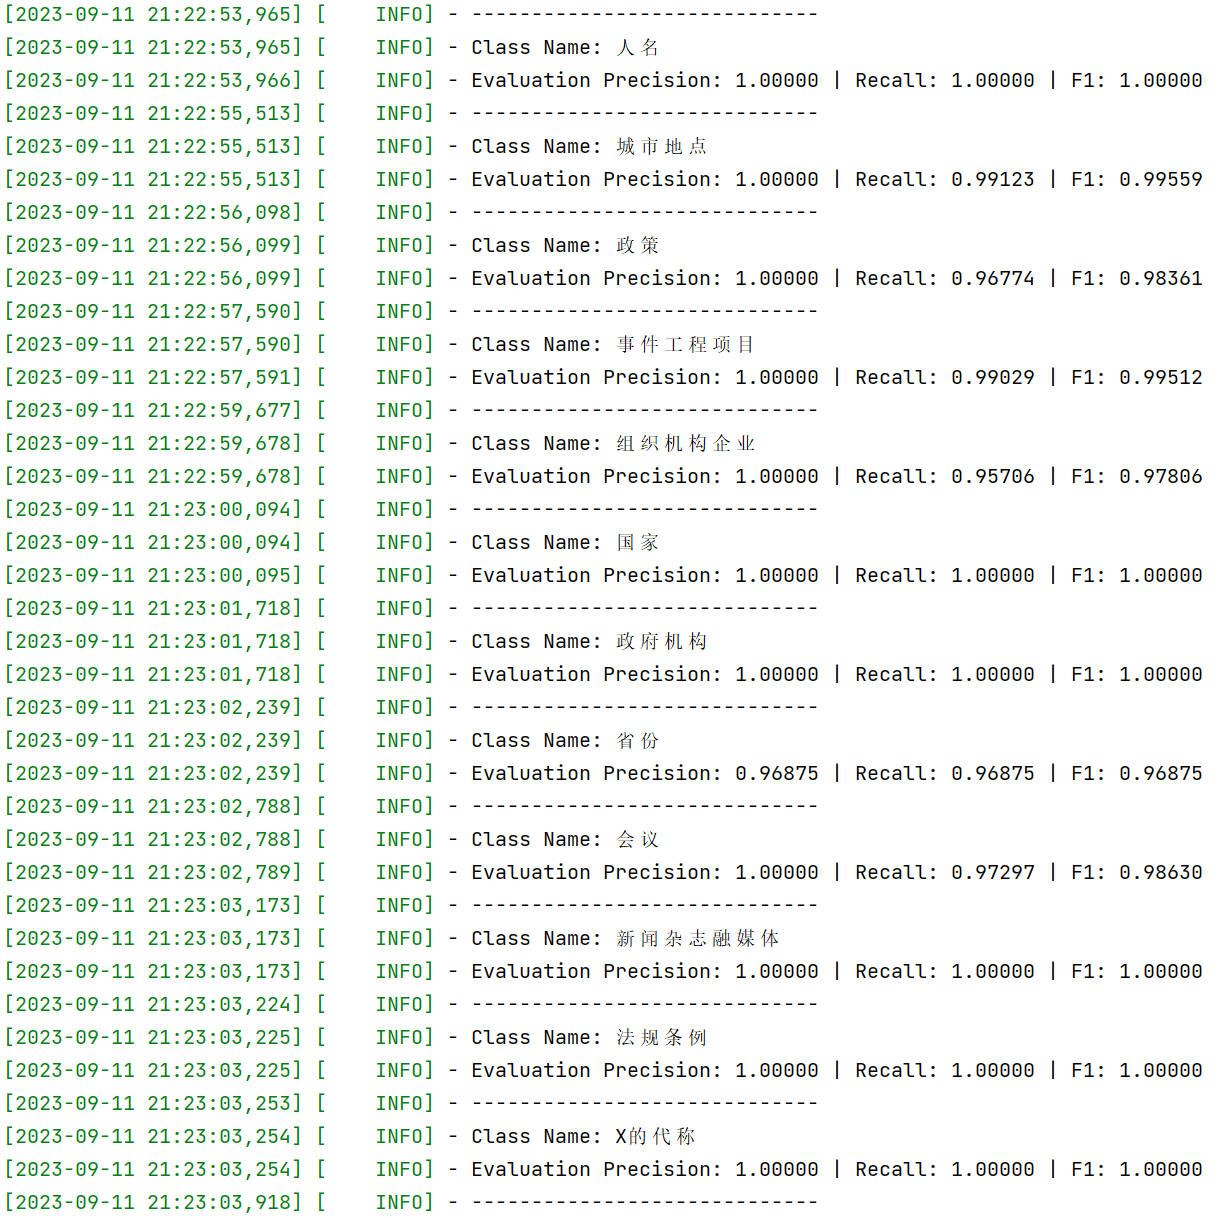 [2023-09-11 21:22:53,965] [    INFO] - -----------------------------
[2023-09-11 21:22:53,965] [    INFO] - Class Name: 人名
[2023-09-11 21:22:53,966] [    INFO] - Evaluation Precision: 1.00000 | Recall: 1.00000 | F1: 1.00000
[2023-09-11 21:22:55,513] [    INFO] - -----------------------------
[2023-09-11 21:22:55,513] [    INFO] - Class Name: 城市地点
[2023-09-11 21:22:55,513] [    INFO] - Evaluation Precision: 1.00000 | Recall: 0.99123 | F1: 0.99559
[2023-09-11 21:22:56,098] [    INFO] - -----------------------------
[2023-09-11 21:22:56,099] [    INFO] - Class Name: 政策
[2023-09-11 21:22:56,099] [    INFO] - Evaluation Precision: 1.00000 | Recall: 0.96774 | F1: 0.98361
[2023-09-11 21:22:57,590] [    INFO] - -----------------------------
[2023-09-11 21:22:57,590] [    INFO] - Class Name: 事件工程项目
[2023-09-11 21:22:57,591] [    INFO] - Evaluation Precision: 1.00000 | Recall: 0.99029 | F1: 0.99512
[2023-09-11 21:22:59,677] [    INFO] - -----------------------------
[2023-09-11 21:22:59,678] [    INFO] - Class Name: 组织机构企业
[2023-09-11 21:22:59,678] [    INFO] - Evaluation Precision: 1.00000 | Recall: 0.95706 | F1: 0.97806
[2023-09-11 21:23:00,094] [    INFO] - -----------------------------
[2023-09-11 21:23:00,094] [    INFO] - Class Name: 国家
[2023-09-11 21:23:00,095] [    INFO] - Evaluation Precision: 1.00000 | Recall: 1.00000 | F1: 1.00000
[2023-09-11 21:23:01,718] [    INFO] - -----------------------------
[2023-09-11 21:23:01,718] [    INFO] - Class Name: 政府机构
[2023-09-11 21:23:01,718] [    INFO] - Evaluation Precision: 1.00000 | Recall: 1.00000 | F1: 1.00000
[2023-09-11 21:23:02,239] [    INFO] - -----------------------------
[2023-09-11 21:23:02,239] [    INFO] - Class Name: 省份
[2023-09-11 21:23:02,239] [    INFO] - Evaluation Precision: 0.96875 | Recall: 0.96875 | F1: 0.96875
[2023-09-11 21:23:02,788] [    INFO] - -----------------------------
[2023-09-11 21:23:02,788] [    INFO] - Class Name: 会议
[2023-09-11 21:23:02,789] [    INFO] - Evaluation Precision: 1.00000 | Recall: 0.97297 | F1: 0.98630
[2023-09-11 21:23:03,173] [    INFO] - -----------------------------
[2023-09-11 21:23:03,173] [    INFO] - Class Name: 新闻杂志融媒体
[2023-09-11 21:23:03,173] [    INFO] - Evaluation Precision: 1.00000 | Recall: 1.00000 | F1: 1.00000
[2023-09-11 21:23:03,224] [    INFO] - -----------------------------
[2023-09-11 21:23:03,225] [    INFO] - Class Name: 法规条例
[2023-09-11 21:23:03,225] [    INFO] - Evaluation Precision: 1.00000 | Recall: 1.00000 | F1: 1.00000
[2023-09-11 21:23:03,253] [    INFO] - -----------------------------
[2023-09-11 21:23:03,254] [    INFO] - Class Name: X的代称
[2023-09-11 21:23:03,254] [    INFO] - Evaluation Precision: 1.00000 | Recall: 1.00000 | F1: 1.00000
[2023-09-11 21:23:03,918] [    INFO] - -----------------------------